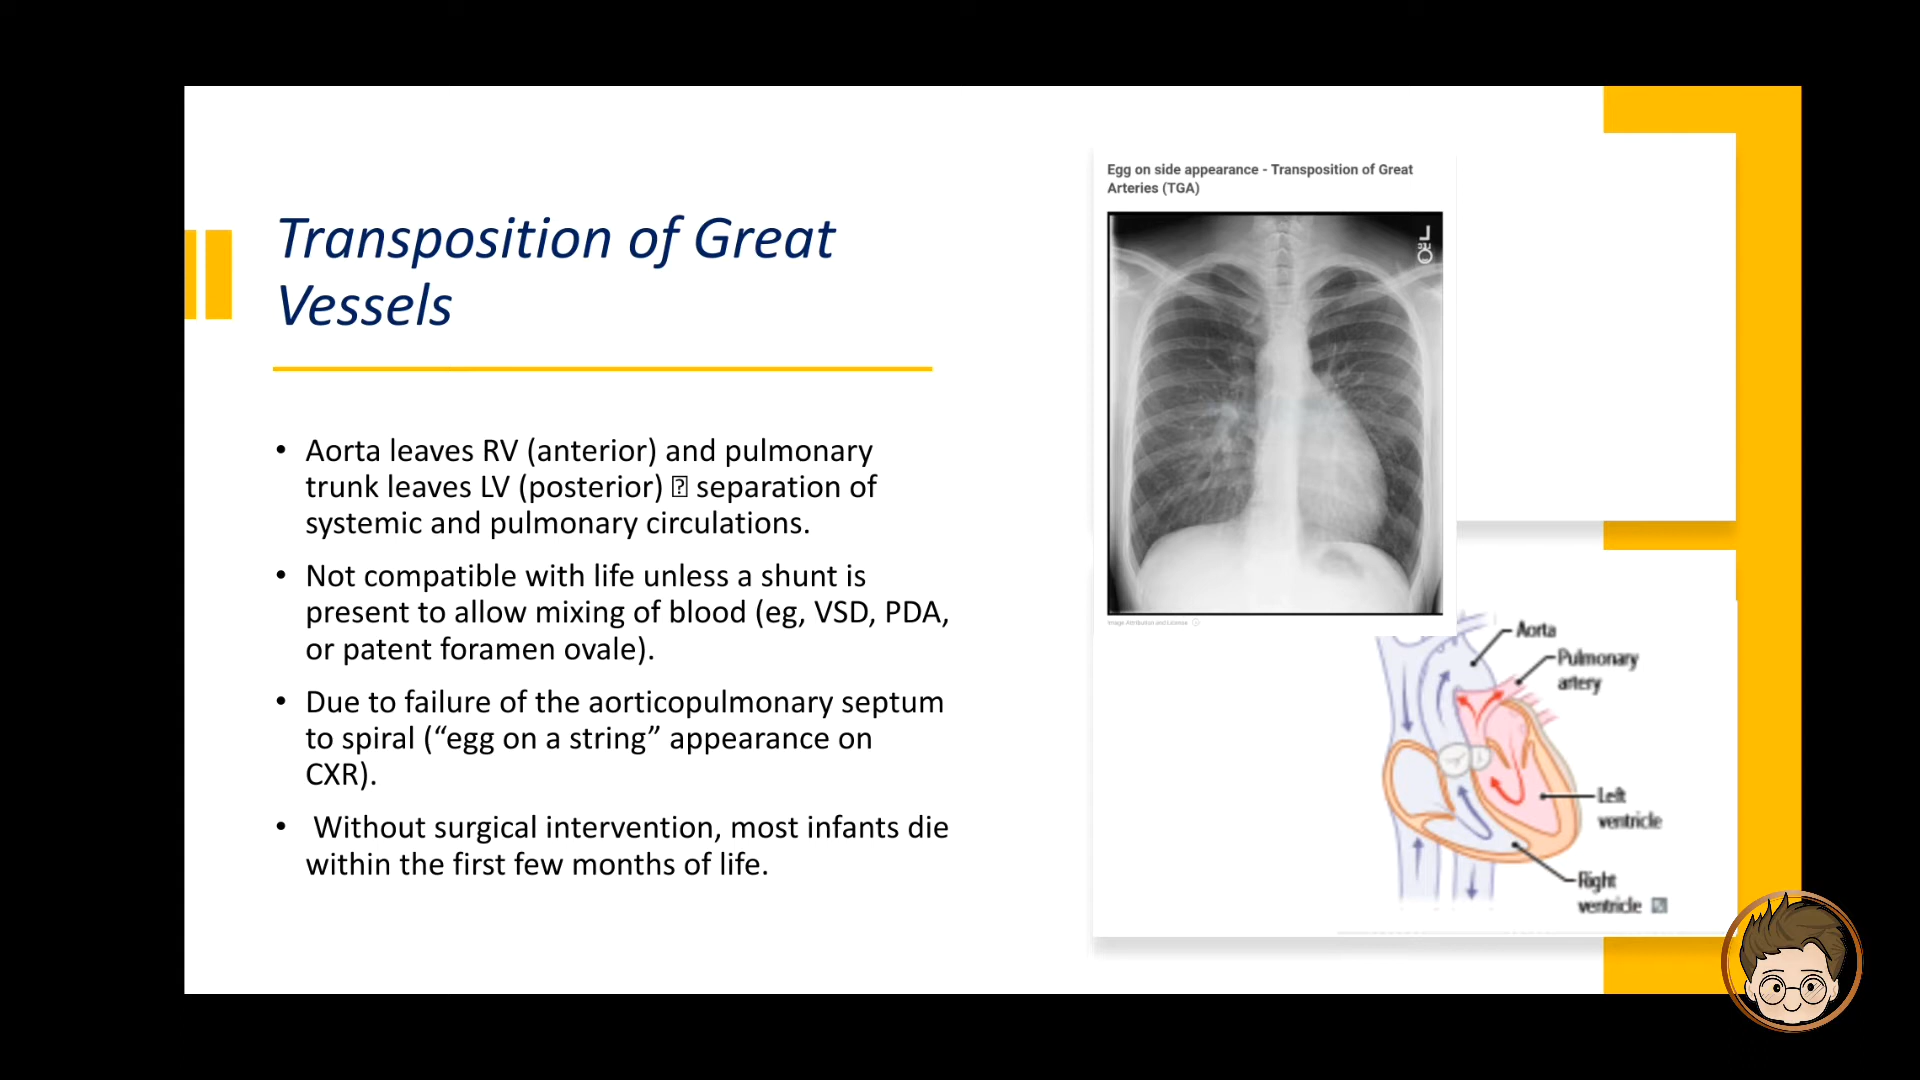 Transposition of Great
Vessels
• Aorta leaves RV (anterior) and pulmonary
trunk leaves LV (posterior) � separation of
systemic and pulmonary circulations.
• Not compatible with life unless a shunt is
present to allow mixing of blood (eg, VSD, PDA,
or patent foramen ovale).
• Due to failure of the aorticopulmonary septum
to spiral (“egg on a string” appearance on
CXR).
• Without surgical intervention, most infants die
within the first few months of life.
Egg on side appearance - Transposition of Great
Arteries (TGA)
Image Attribution and License
Aorta
Pulmonary
artery
Left
ventricle
Right
ventricle